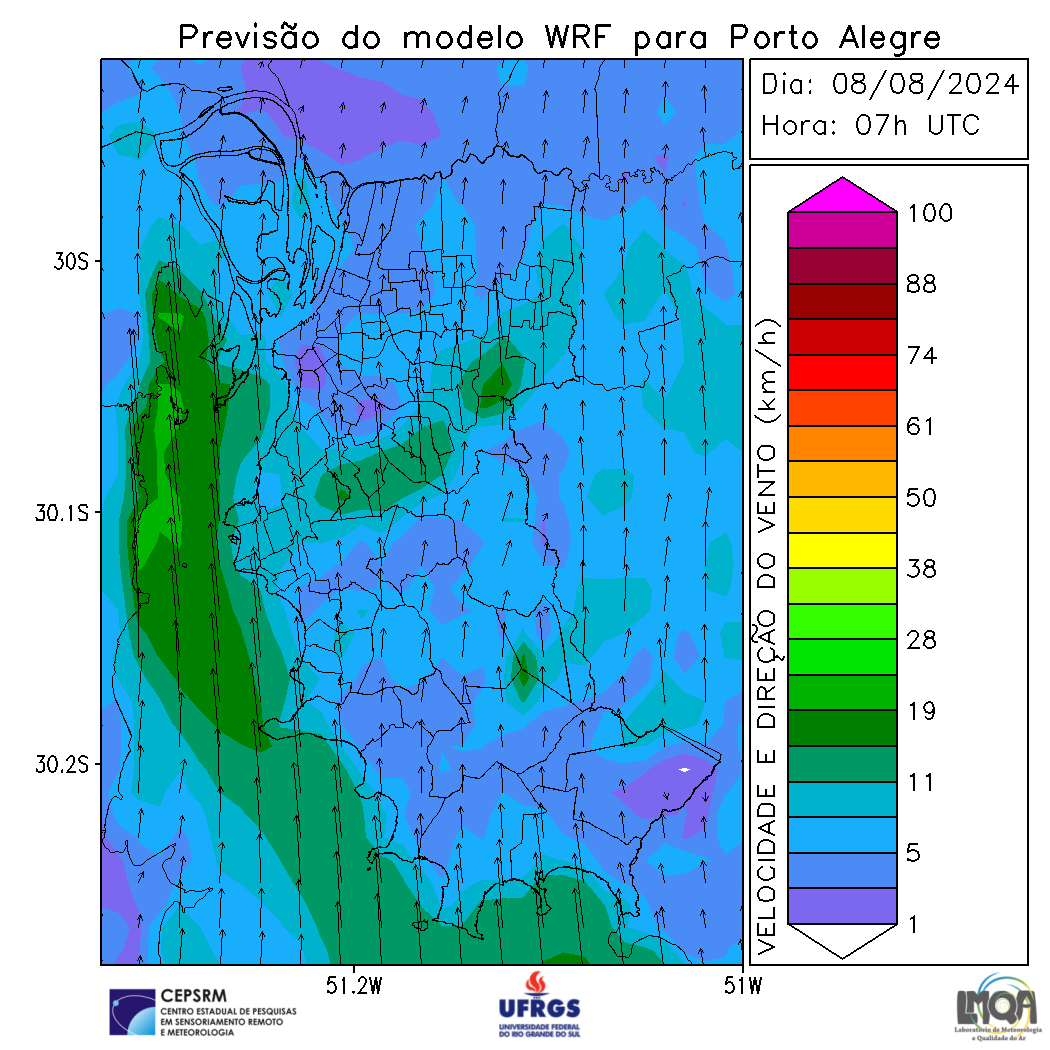 Previsão do modelo WRF para Porto Alegre
Dia: 08/08/2024
Hora: 07h UTC
30S
30.1S
30.2S
51.2W
51W
VELOCIDADE E DIREÇÃO DO VENTO (km/h)
100
88
74
61
50
38
28
19
11
5
1
CEPSRM
CENTRO ESTADUAL DE PESQUISAS
EM SENSORIAMENTO REMOTO
E METEOROLOGIA
UFRGS
UNIVERSIDADE FEDERAL
DO RIO GRANDE DO SUL
LMQA
Laboratório de Meteorologia
e Qualidade do Ar